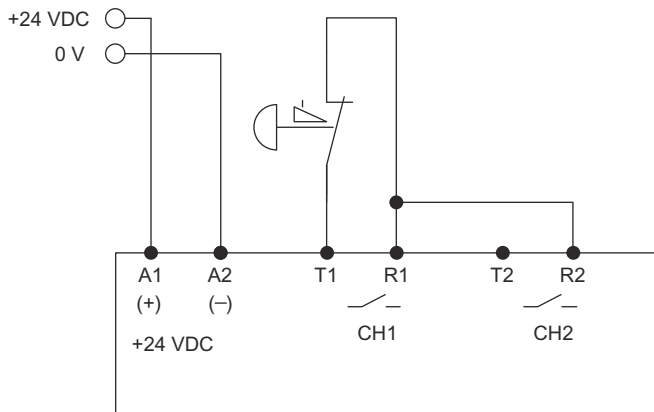 +24 VDC
0 V
A1 A2 T1 R1 T2 R2
(+) (–)
CH1 CH2
+24 VDC